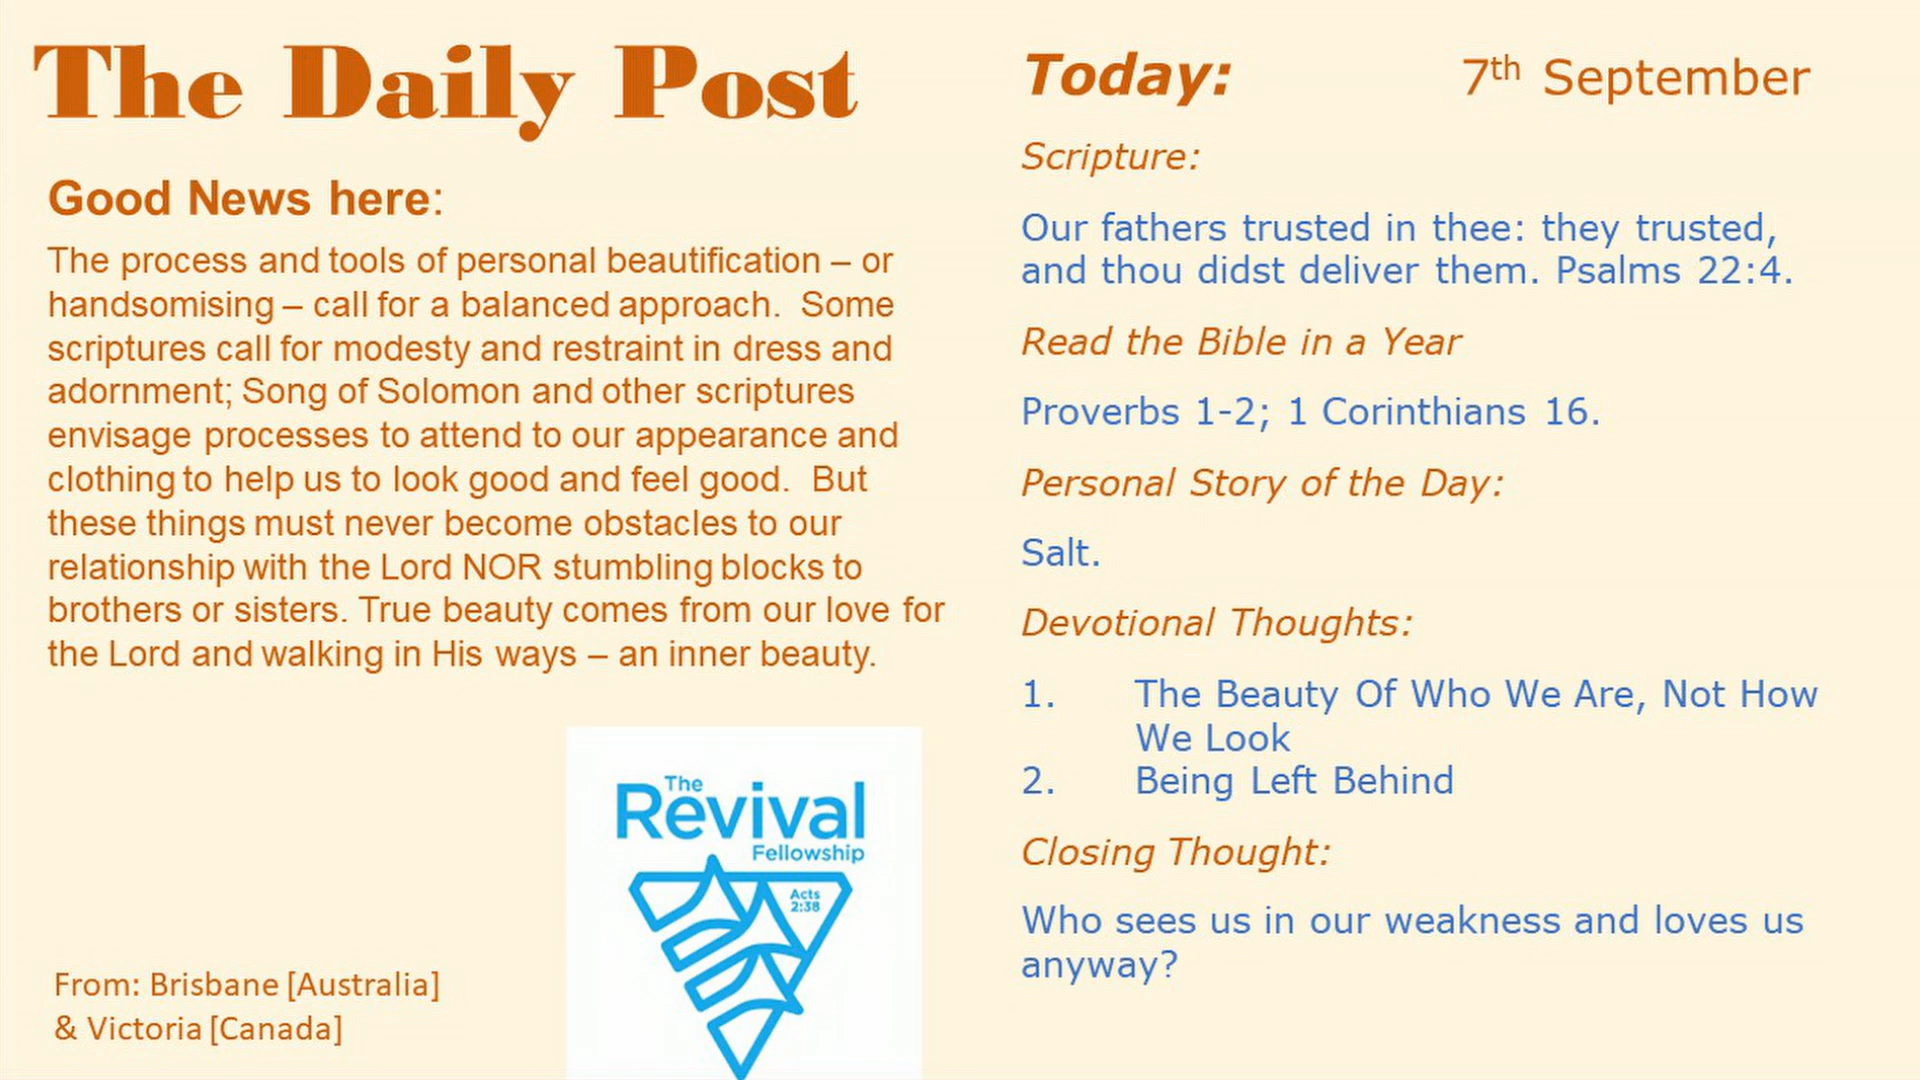 The Daily Post
Good News here:
The process and tools of personal beautification – or
handsomising – call for a balanced approach.  Some
scriptures call for modesty and restraint in dress and
adornment; Song of Solomon and other scriptures
envisage processes to attend to our appearance and
clothing to help us to look good and feel good.  But
these things must never become obstacles to our
relationship with the Lord NOR stumbling blocks to
brothers or sisters. True beauty comes from our love for
the Lord and walking in His ways – an inner beauty.
The
Revival
Fellowship
Acts
2:38
From: Brisbane [Australia]
& Victoria [Canada]
Today: 7th September
Scripture:
Our fathers trusted in thee: they trusted,
and thou didst deliver them. Psalms 22:4.
Read the Bible in a Year
Proverbs 1-2; 1 Corinthians 16.
Personal Story of the Day:
Salt.
Devotional Thoughts:
1. The Beauty Of Who We Are, Not How
We Look
2. Being Left Behind
Closing Thought:
Who sees us in our weakness and loves us
anyway?